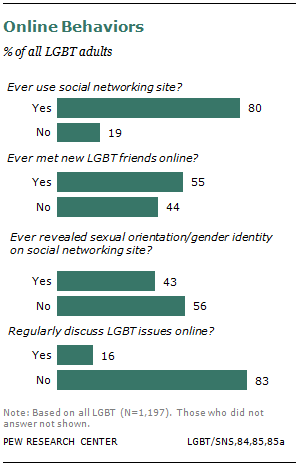 Online Behaviors
% of all LGBT adults
Ever use social networking site?
Yes 80
No 19
Ever met new LGBT friends online?
Yes 55
No 44
Ever revealed sexual orientation/gender identity
on social networking site?
Yes 43
No 56
Regularly discuss LGBT issues online?
Yes 16
No 83
Note: Based on all LGBT (N=1,197). Those who did
not answer not shown.
PEW RESEARCH CENTER LGBT/SNS,84,85,85a